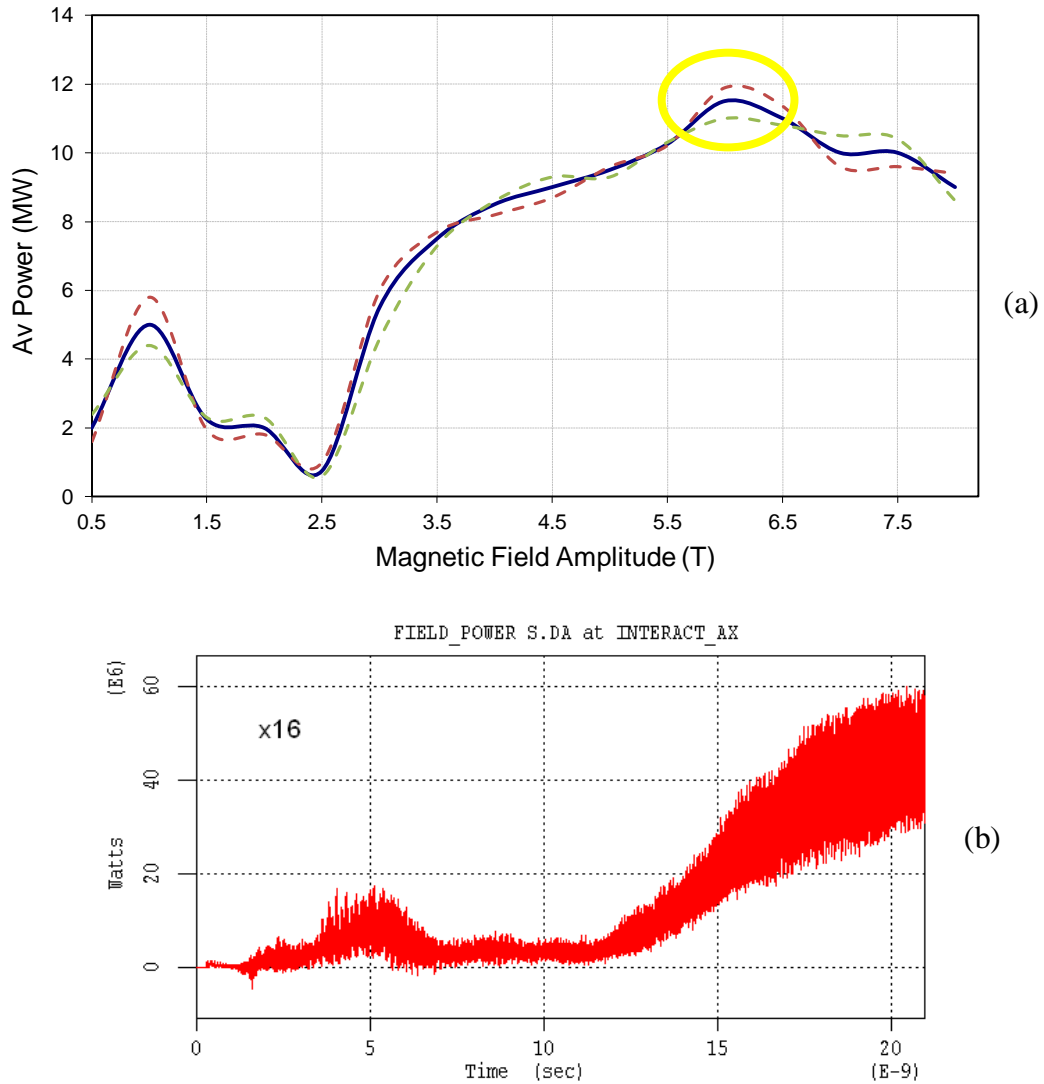 14
12
10
8
6
4
2
0
Av Power (MW)
0.5 1.5 2.5 3.5 4.5 5.5 6.5 7.5
Magnetic Field Amplitude (T)
(a)
FIELD_POWER S.DA at INTERACT_AX
(E6)
60
40
20
0
Watts
x16
0 5 10 15 20
Time (sec) (E-9)
(b)